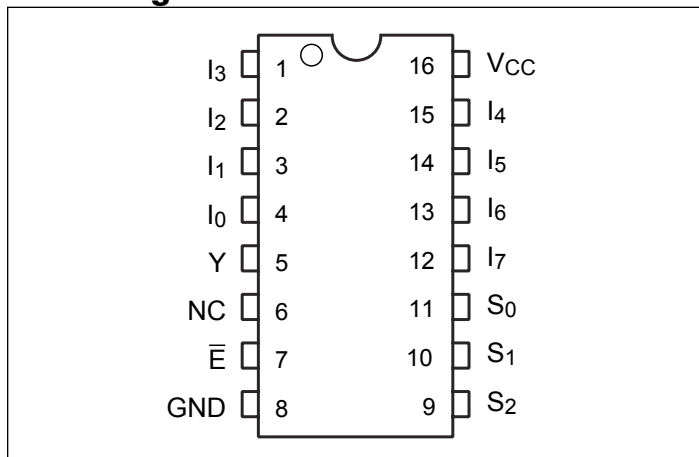 I3 1 16 VCC
I2 2 15 I4
I1 3 14 I5
I0 4 13 I6
Y 5 12 I7
NC 6 11 S0
E̅ 7 10 S1
GND 8 9 S2